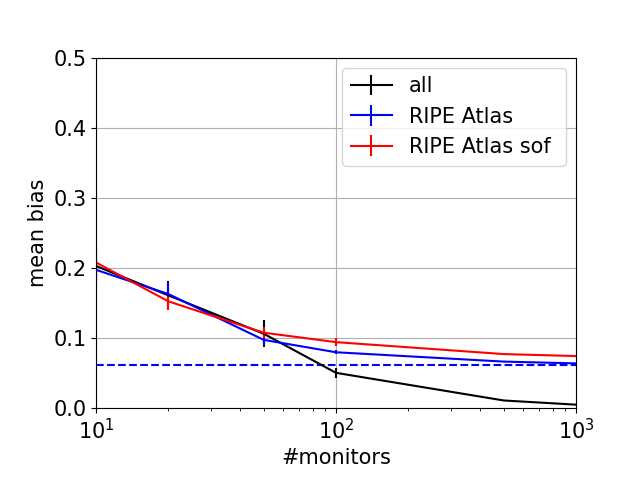 0.5
0.4
0.3
0.2
0.1
0.0
mean bias
all
RIPE Atlas
RIPE Atlas sof
10¹
10²
10³
#monitors